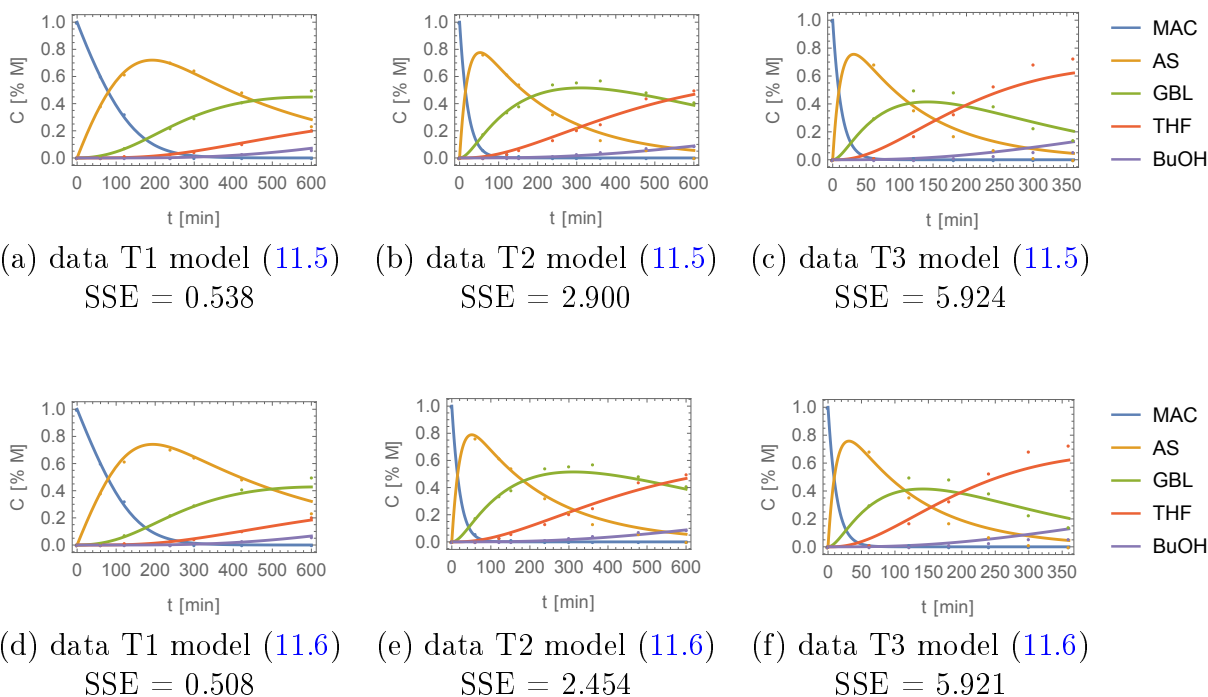 1.0
0.8
0.6
0.4
0.2
0.0
C [% M]
0 100 200 300 400 500 600
t [min]
1.0
0.8
0.6
0.4
0.2
0.0
C [% M]
0 100 200 300 400 500 600
t [min]
1.0
0.8
0.6
0.4
0.2
0.0
C [% M]
0 50 100 150 200 250 300 350
t [min]
MAC
AS
GBL
THF
BuOH
(a) data T1 model (11.5)
SSE = 0.538
(b) data T2 model (11.5)
SSE = 2.900
(c) data T3 model (11.5)
SSE = 5.924
1.0
0.8
0.6
0.4
0.2
0.0
C [% M]
0 100 200 300 400 500 600
t [min]
1.0
0.8
0.6
0.4
0.2
0.0
C [% M]
0 100 200 300 400 500 600
t [min]
1.0
0.8
0.6
0.4
0.2
0.0
C [% M]
0 50 100 150 200 250 300 350
t [min]
MAC
AS
GBL
THF
BuOH
(d) data T1 model (11.6)
SSE = 0.508
(e) data T2 model (11.6)
SSE = 2.454
(f) data T3 model (11.6)
SSE = 5.921